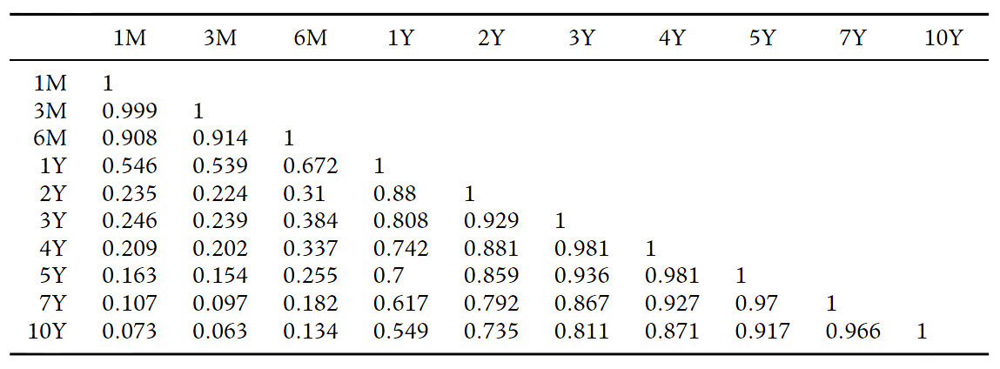 1M 3M 6M 1Y 2Y 3Y 4Y 5Y 7Y 10Y
1M 1
3M 0.999 1
6M 0.908 0.914 1
1Y 0.546 0.539 0.672 1
2Y 0.235 0.224 0.31 0.88 1
3Y 0.246 0.239 0.384 0.808 0.929 1
4Y 0.209 0.202 0.337 0.742 0.881 0.981 1
5Y 0.163 0.154 0.255 0.7 0.859 0.936 0.981 1
7Y 0.107 0.097 0.182 0.617 0.792 0.867 0.927 0.97 1
10Y 0.073 0.063 0.134 0.549 0.735 0.811 0.871 0.917 0.966 1